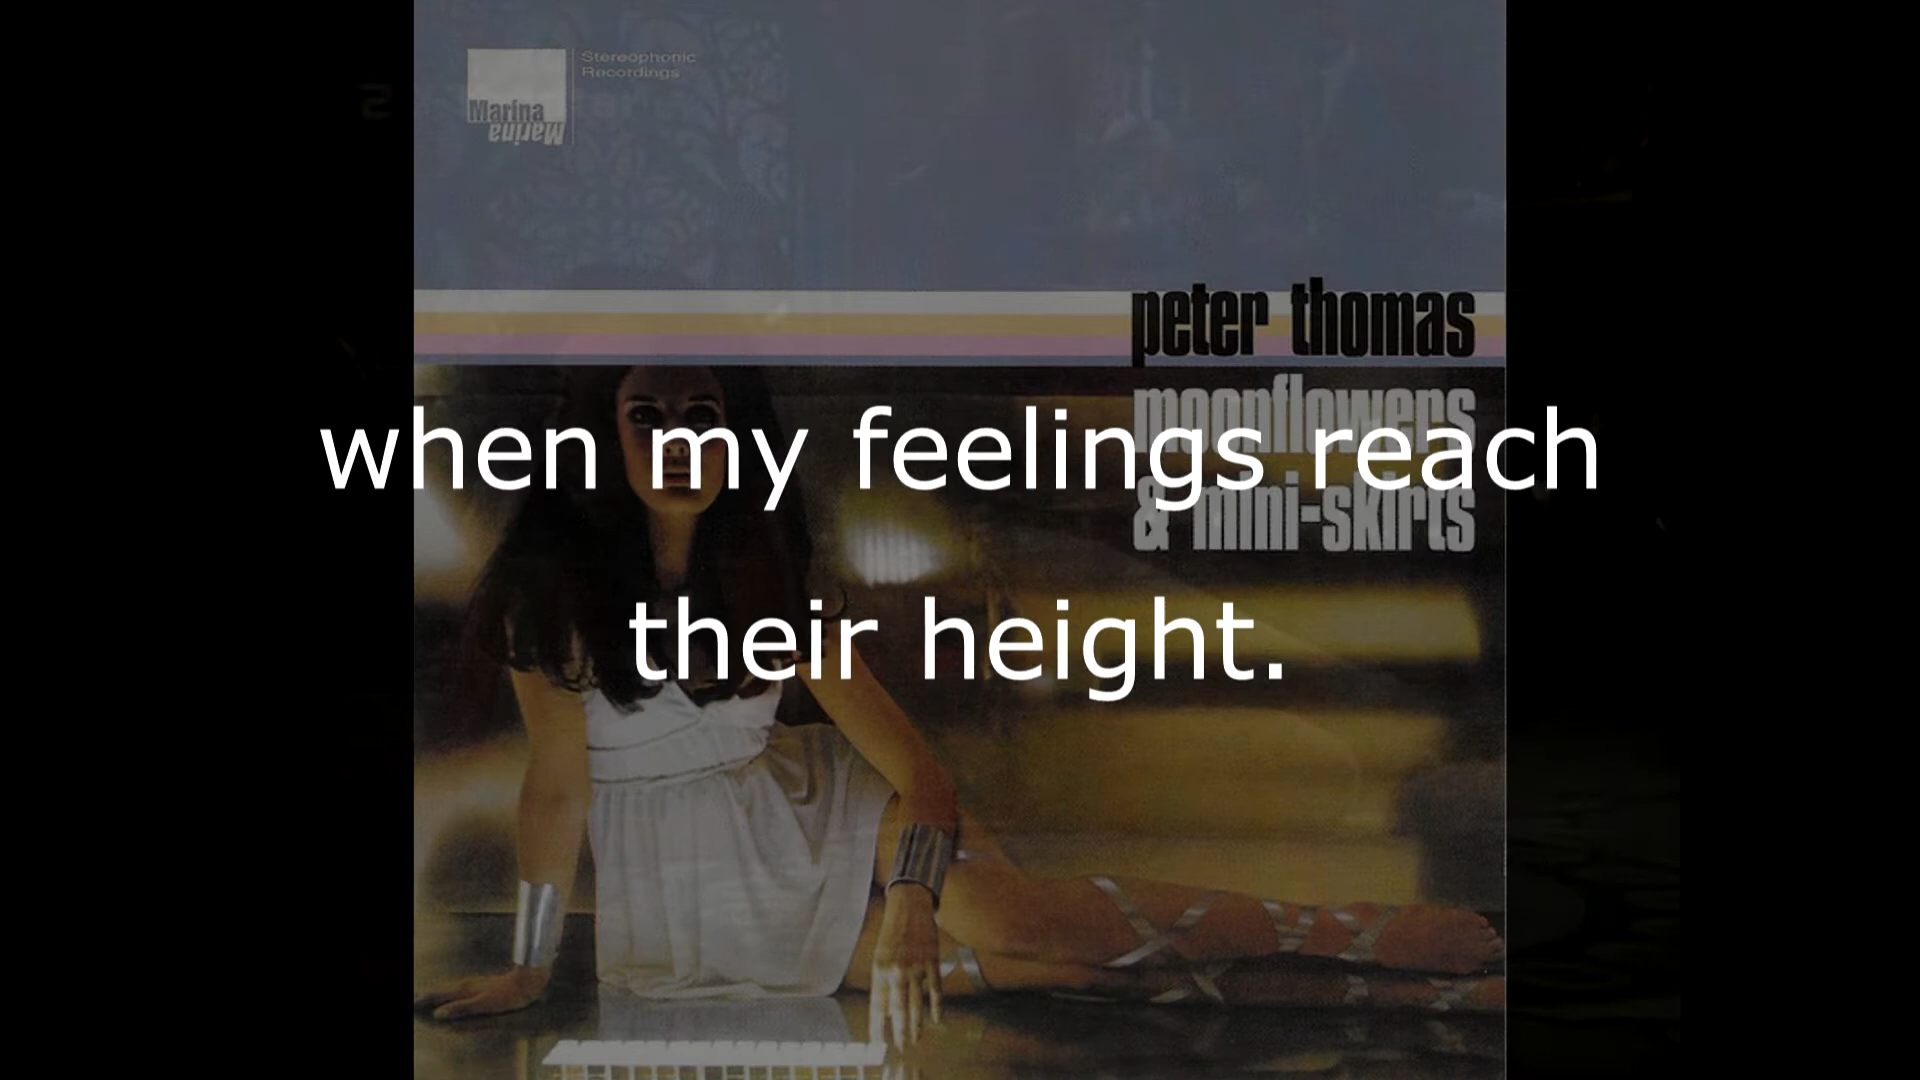 Stereophonic
Recordings
Marina
Marina
peter thomas
moonflowers
& mini-skirts
when my feelings reach
their height.